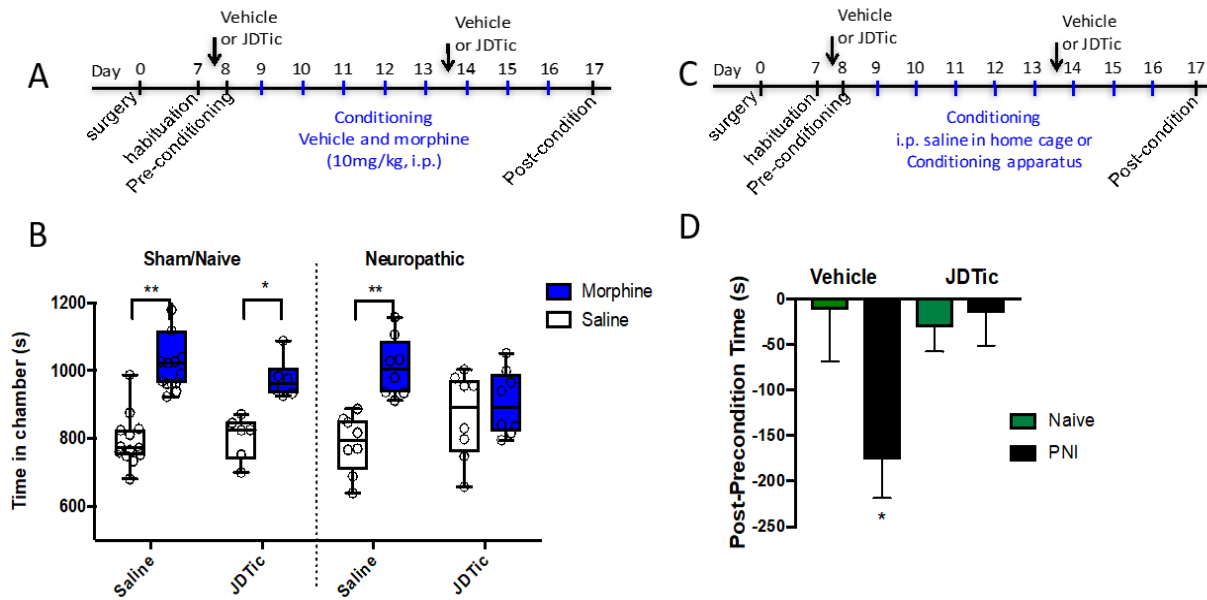 Vehicle
or JDTic
Vehicle
or JDTic
A
Day 0 7 8 9 10 11 12 13 14 15 16 17
surgery
habituation
Pre-conditioning
Conditioning
Vehicle and morphine
(10mg/kg, i.p.)
Post-condition
Vehicle
or JDTic
Vehicle
or JDTic
C
Day 0 7 8 9 10 11 12 13 14 15 16 17
surgery
habituation
Pre-conditioning
Conditioning
i.p. saline in home cage or
Conditioning apparatus
Post-condition
B
Sham/Naive
Neuropathic
Time in chamber (s)
1200
1000
800
600
**
*
**
Morphine
Saline
Saline
JDTic
Saline
JDTic
D
Vehicle
JDTic
Post-Precondition Time (s)
0
-50
-100
-150
-200
-250
*
Naive
PNI